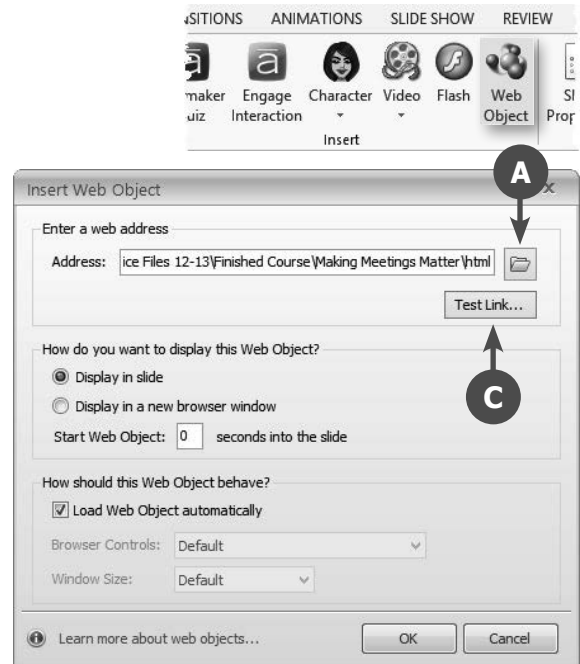 SITIONS ANIMATIONS SLIDE SHOW REVIEW
maker Engage Character Video Flash Web Sl
uiz Interaction Object Prop
Insert
A
Insert Web Object x
Enter a web address
Address: ice Files 12-13\Finished Course\Making Meetings Matter\html
Test Link...
How do you want to display this Web Object?
C
Display in slide
Display in a new browser window
Start Web Object: 0 seconds into the slide
How should this Web Object behave?
Load Web Object automatically
Browser Controls: Default
Window Size: Default
Learn more about web objects... OK Cancel